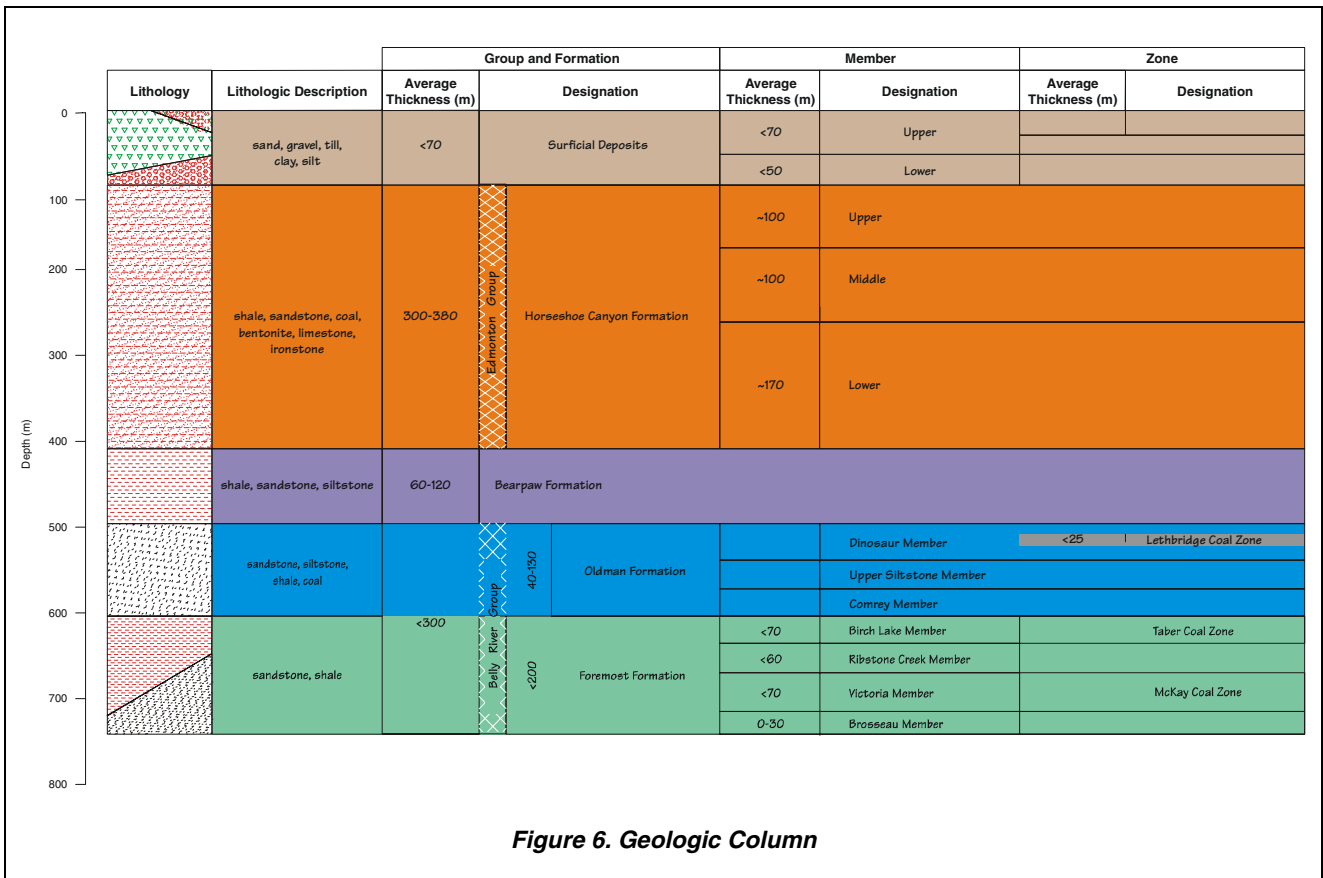 Group and Formation
Member
Zone
Lithology
Lithologic Description
Average
Thickness (m)
Designation
Average
Thickness (m)
Designation
Average
Thickness (m)
Designation
Depth (m)
0
100
200
300
400
500
600
700
800
sand, gravel, till,
clay, silt
<70
Surficial Deposits
<70
Upper
<50
Lower
shale, sandstone, coal,
bentonite, limestone,
ironstone
300-380
Edmonton Group
Horseshoe Canyon Formation
~100
Upper
~100
Middle
~170
Lower
shale, sandstone, siltstone
60-120
Bearpaw Formation
sandstone, siltstone,
shale, coal
<300
Belly River Group
40-130
Oldman Formation
Dinosaur Member
<25
Lethbridge Coal Zone
Upper Siltstone Member
Comrey Member
sandstone, shale
<200
Foremost Formation
<70
Birch Lake Member
Taber Coal Zone
<60
Ribstone Creek Member
<70
Victoria Member
McKay Coal Zone
0-30
Brosseau Member
Figure 6. Geologic Column